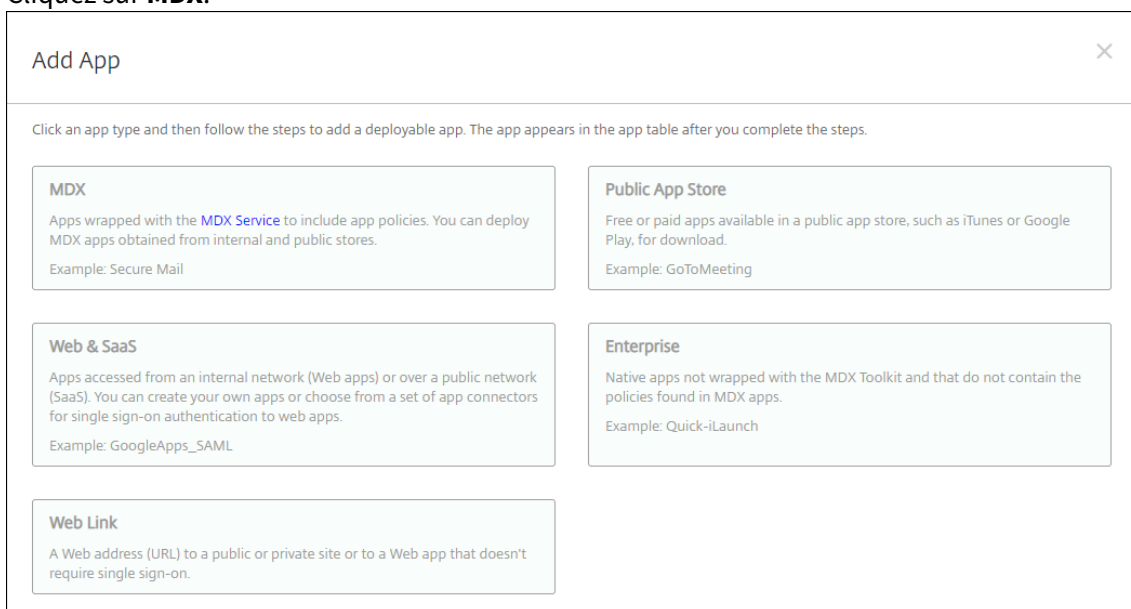 Cliquez sur MDX.
Add App
Click an app type and then follow the steps to add a deployable app. The app appears in the app table after you complete the steps.
MDX
Apps wrapped with the MDX Service to include app policies. You can deploy
MDX apps obtained from internal and public stores.
Example: Secure Mail
Public App Store
Free or paid apps available in a public app store, such as iTunes or Google
Play, for download.
Example: GoToMeeting
Web & SaaS
Apps accessed from an internal network (Web apps) or over a public network
(SaaS). You can create your own apps or choose from a set of app connectors
for single sign-on authentication to web apps.
Example: GoogleApps_SAML
Enterprise
Native apps not wrapped with the MDX Toolkit and that do not contain the
policies found in MDX apps.
Example: Quick-iLaunch
Web Link
A Web address (URL) to a public or private site or to a Web app that doesn't
require single sign-on.